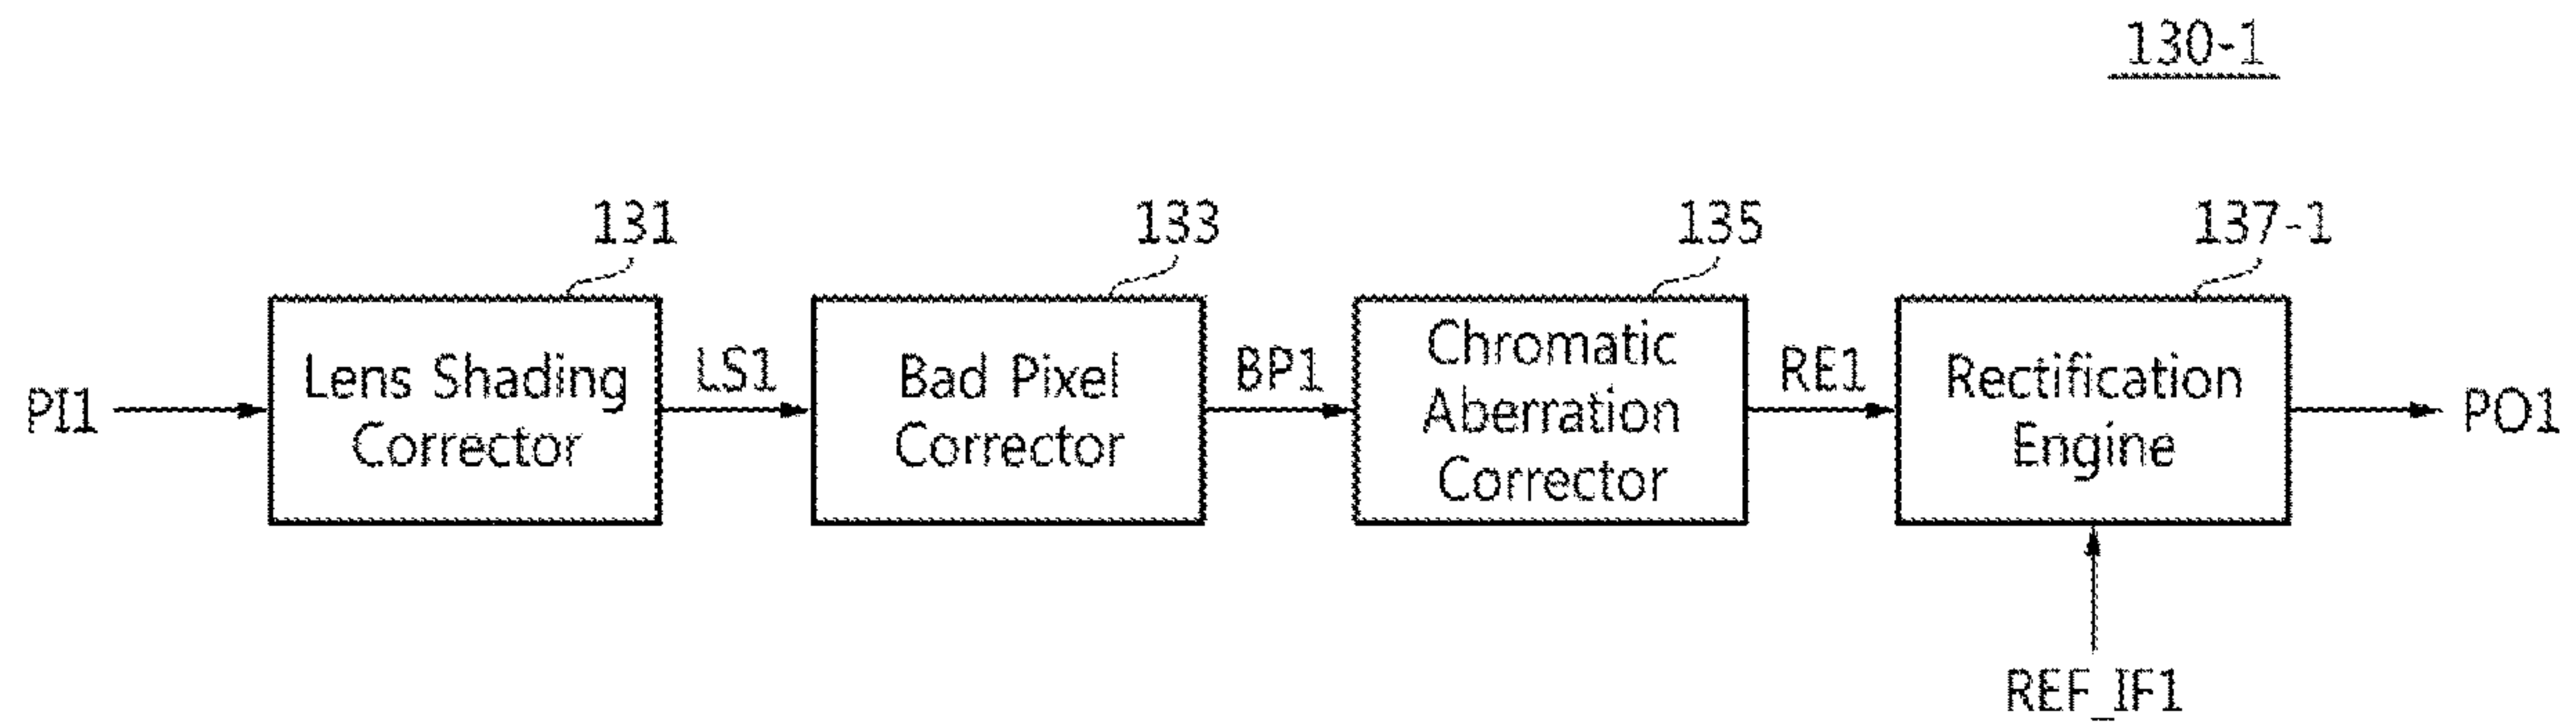 130-1
131
133
135
137-1
PI1
Lens Shading
Corrector
LS1
Bad Pixel
Corrector
BP1
Chromatic
Aberration
Corrector
RE1
Rectification
Engine
PO1
REF_IF1